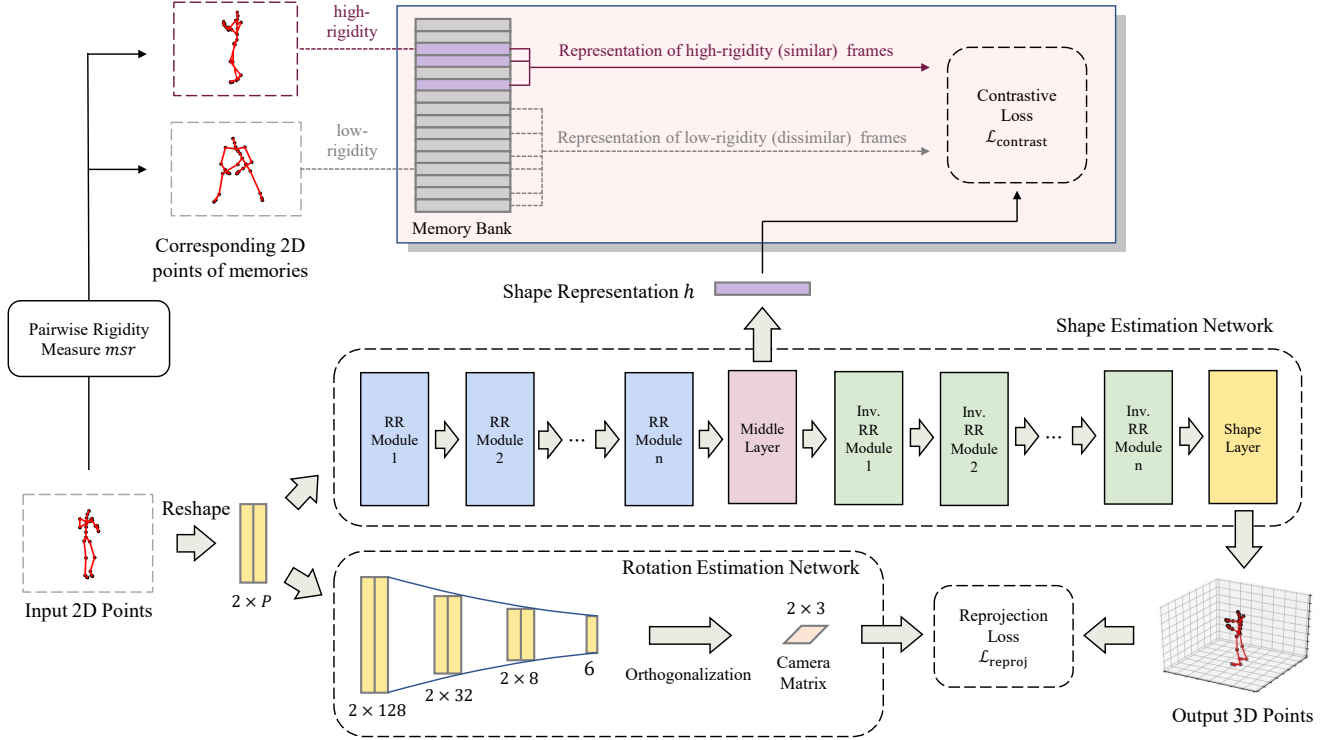 high-
rigidity
Representation of high-rigidity (similar) frames
low-
rigidity
Representation of low-rigidity (dissimilar) frames
Contrastive
Loss
ℒcontrast
Memory Bank
Corresponding 2D
points of memories
Pairwise Rigidity
Measure msr
Shape Representation h
Shape Estimation Network
RR
Module
1
RR
Module
2
...
RR
Module
n
Middle
Layer
Inv.
RR
Module
1
Inv.
RR
Module
2
...
Inv.
RR
Module
n
Shape
Layer
Reshape
Input 2D Points
2 × P
Rotation Estimation Network
2 × 128
2 × 32
2 × 8
6
Orthogonalization
2 × 3
Camera
Matrix
Reprojection
Loss
ℒreproj
Output 3D Points